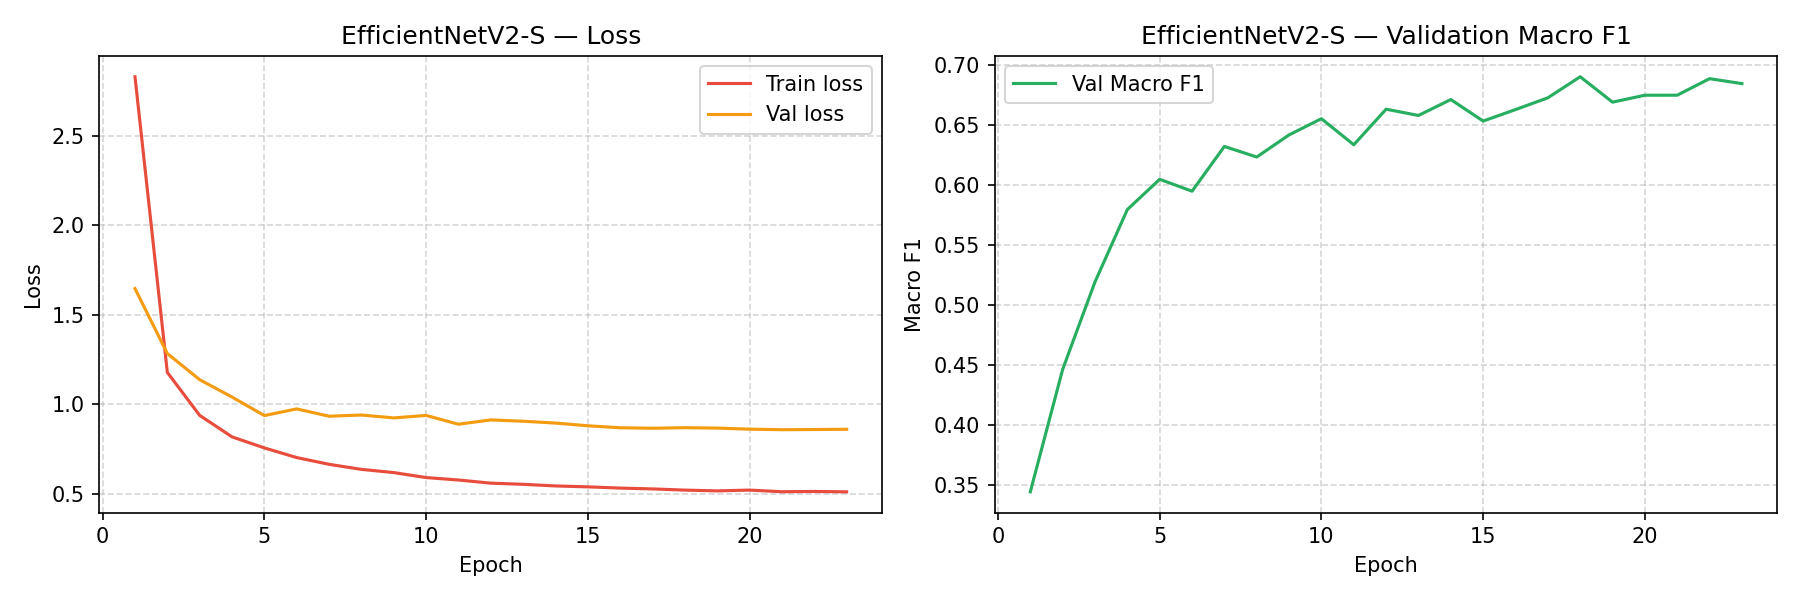 EfficientNetV2-S — Loss
Train loss
Val loss
2.5
2.0
1.5
1.0
0.5
Loss
0
5
10
15
20
Epoch
EfficientNetV2-S — Validation Macro F1
Val Macro F1
0.70
0.65
0.60
0.55
0.50
0.45
0.40
0.35
Macro F1
0
5
10
15
20
Epoch